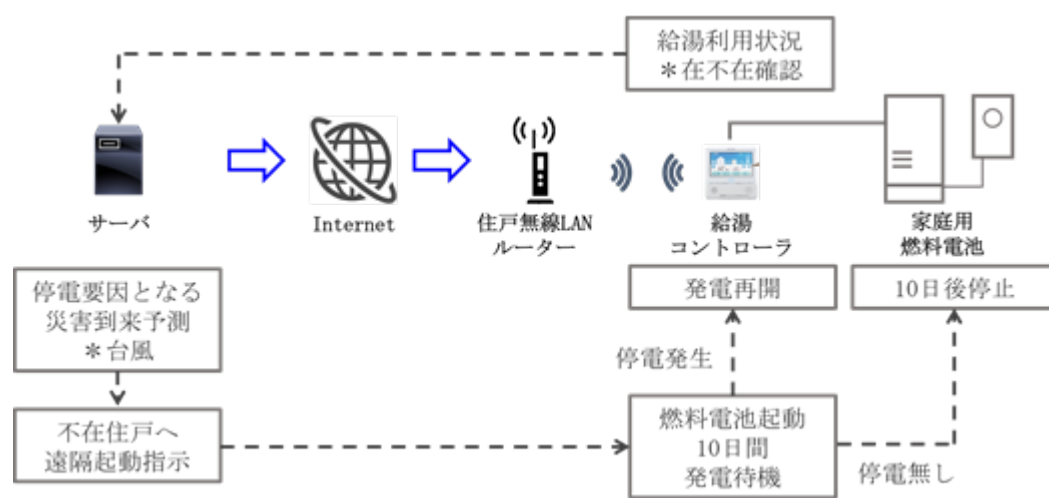 給湯利用状況
＊在不在確認
サーバ
Internet
住戸無線LAN
ルーター
給湯
コントローラ
家庭用
燃料電池
停電要因となる
災害到来予測
＊台風
発電再開
10日後停止
停電発生
不在住戸へ
遠隔起動指示
燃料電池起動
10日間
発電待機
停電無し